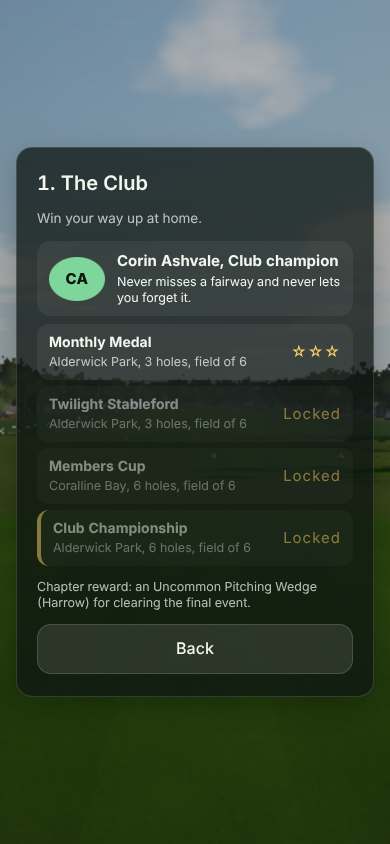 1. The Club
Win your way up at home.
CA
Corin Ashvale, Club champion
Never misses a fairway and never lets
you forget it.
Monthly Medal
Alderwick Park, 3 holes, field of 6
☆☆☆
Twilight Stableford
Alderwick Park, 3 holes, field of 6
Locked
Members Cup
Coralline Bay, 6 holes, field of 6
Locked
Club Championship
Alderwick Park, 6 holes, field of 6
Locked
Chapter reward: an Uncommon Pitching Wedge
(Harrow) for clearing the final event.
Back